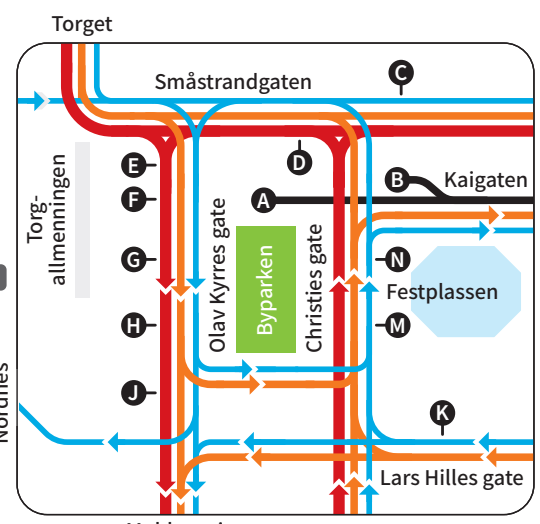 Torget
Småstrandgaten
C
D
E
F
Torg-
allmenningen
A
B
Kaigaten
G
Olav Kyrres gate
Byparken
Christies gate
N
Festplassen
H
M
J
K
Lars Hilles gate
Nordnes